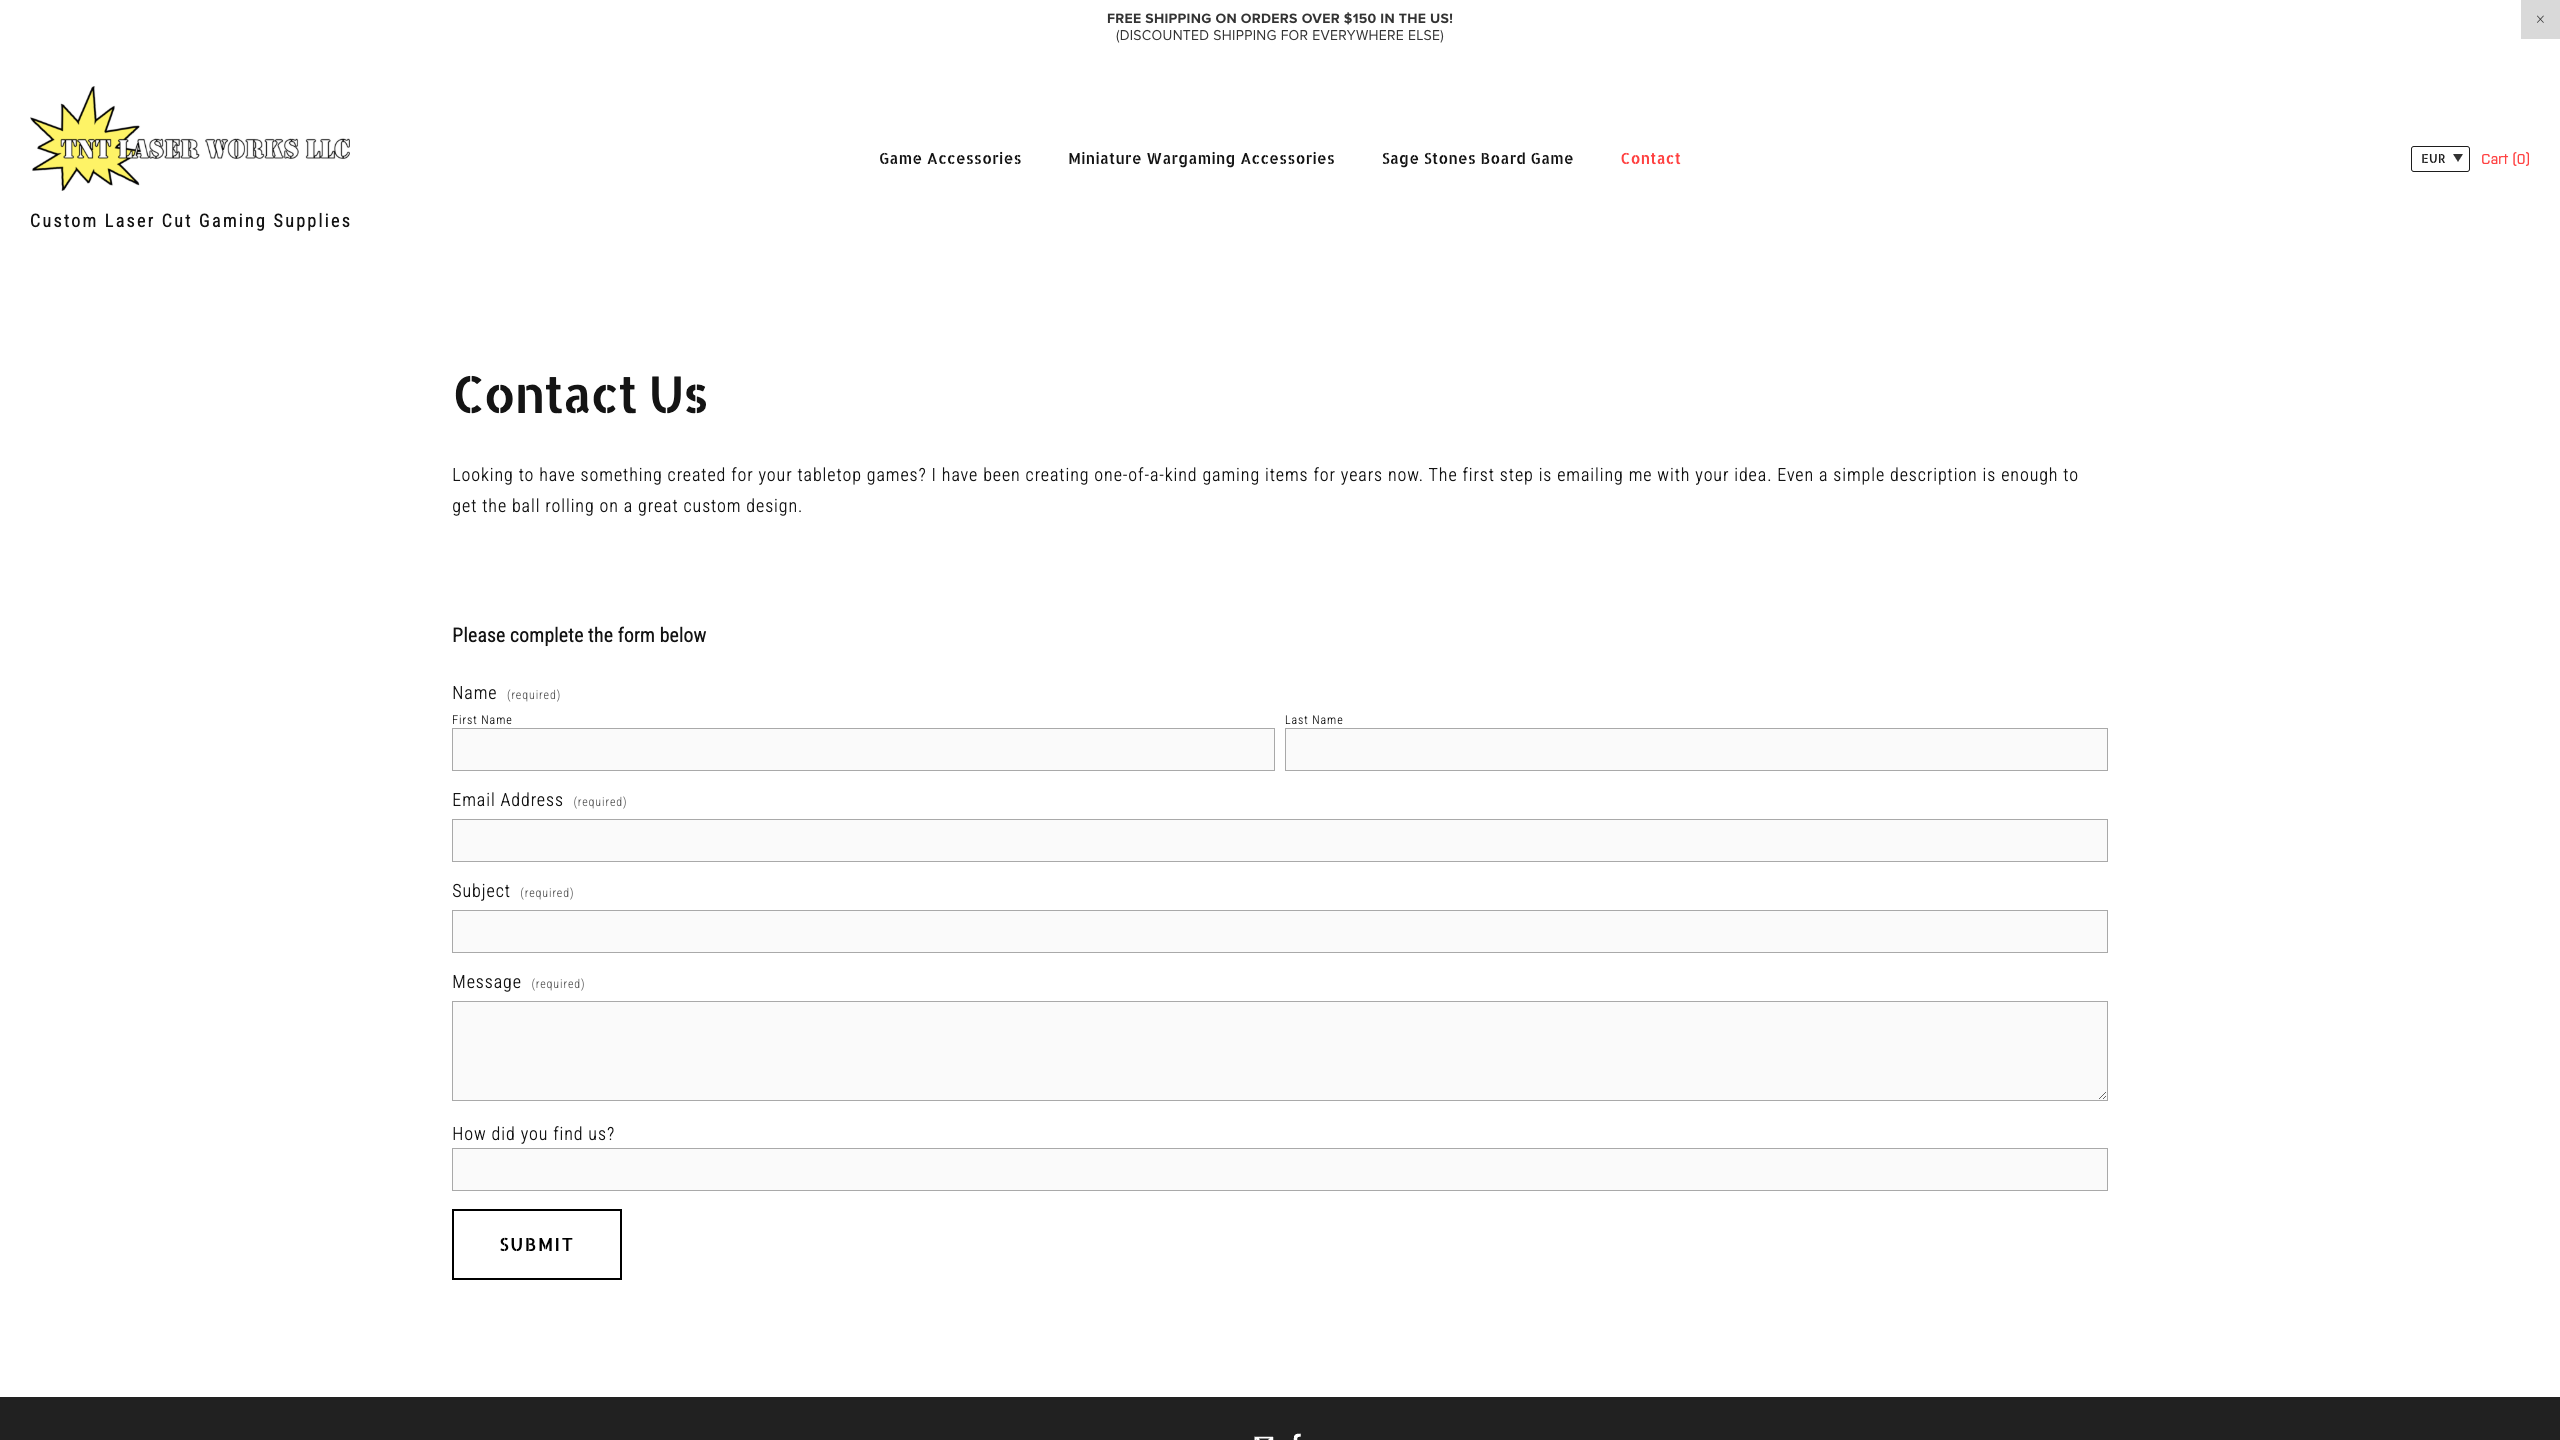 FREE SHIPPING ON ORDERS OVER $150 IN THE US!
(DISCOUNTED SHIPPING FOR EVERYWHERE ELSE)
×
TNT LASER WORKS LLC
Custom Laser Cut Gaming Supplies
Game Accessories
Miniature Wargaming Accessories
Sage Stones Board Game
Contact
EUR
Cart (0)
Contact Us
Looking to have something created for your tabletop games? I have been creating one-of-a-kind gaming items for years now. The first step is emailing me with your idea. Even a simple description is enough to
get the ball rolling on a great custom design.
Please complete the form below
Name (required)
First Name
Last Name
Email Address (required)
Subject (required)
Message (required)
How did you find us?
SUBMIT